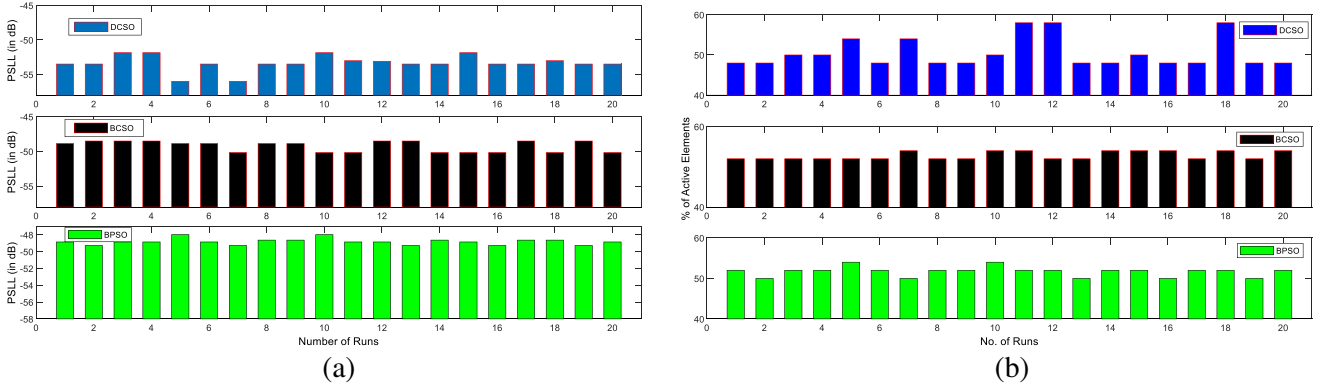 -45
DCSO
-50
PSLL (in dB)
-55
0 2 4 6 8 10 12 14 16 18 20
-45
BCSO
-50
PSLL (in dB)
-55
0 2 4 6 8 10 12 14 16 18 20
BPSO
-48
-50
-52
-54
-56
-58
PSLL (in dB)
0 2 4 6 8 10 12 14 16 18 20
Number of Runs
(a)
60
DCSO
50
40
0 2 4 6 8 10 12 14 16 18 20
60
BCSO
40
% of Active Elements
0 2 4 6 8 10 12 14 16 18 20
60
BPSO
50
40
0 2 4 6 8 10 12 14 16 18 20
No. of Runs
(b)